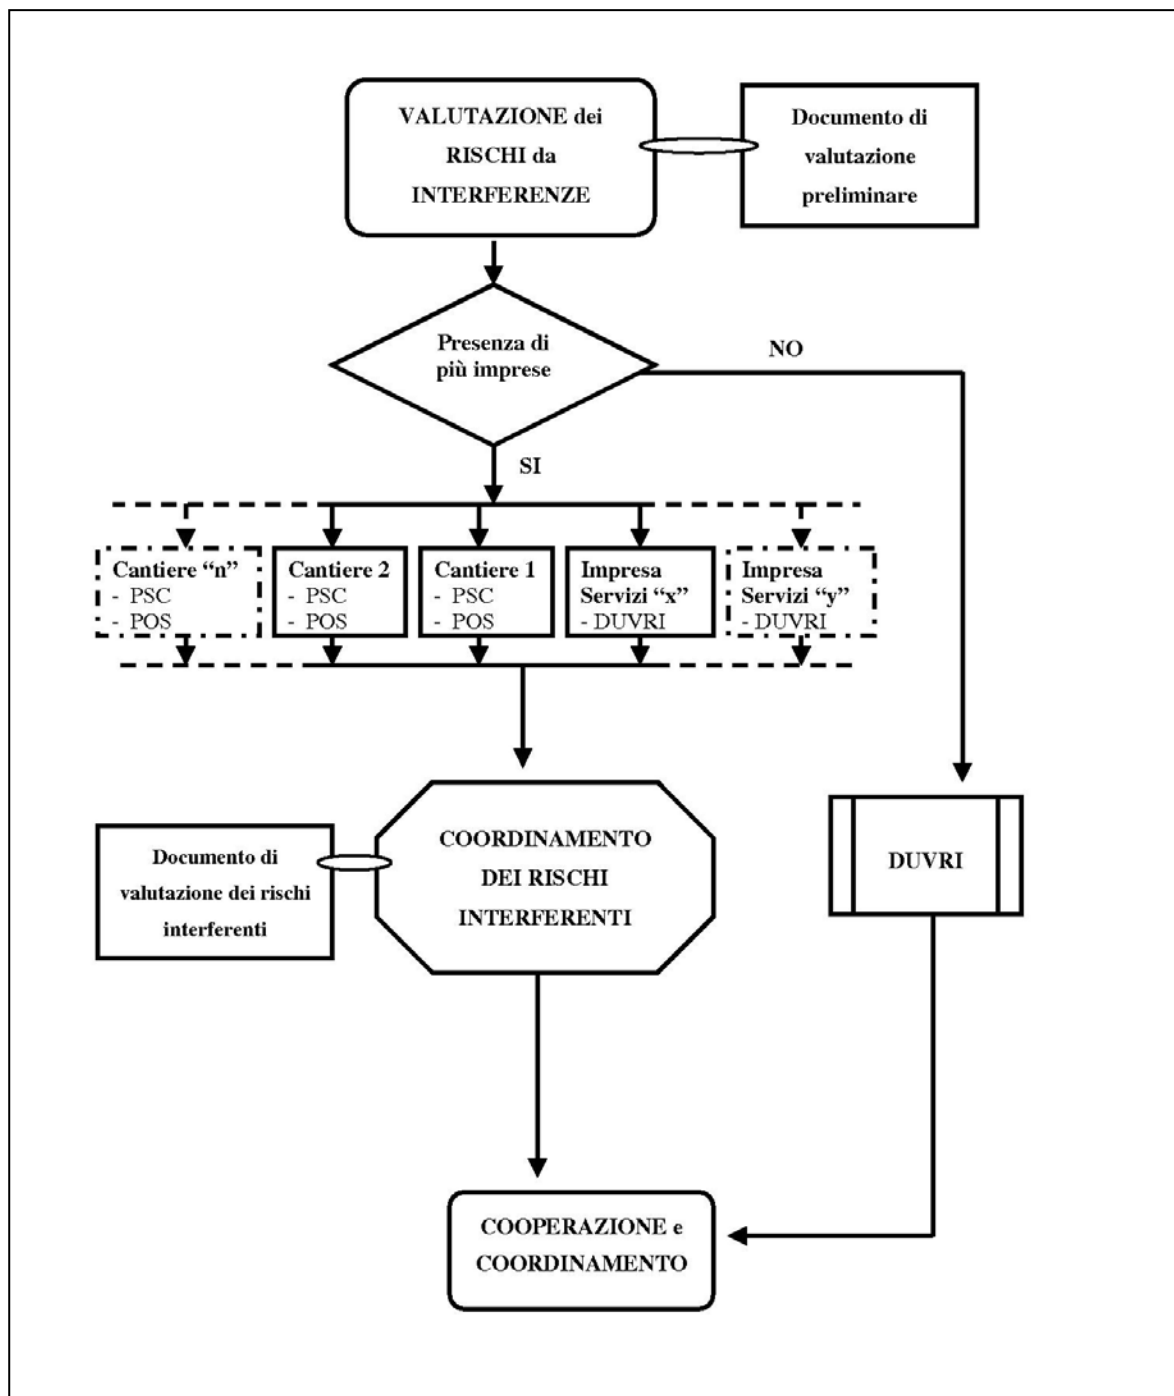 VALUTAZIONE dei
RISCHI da
INTERFERENZE
Documento di
valutazione
preliminare
Presenza di
più imprese
NO
SI
Cantiere “n”
- PSC
- POS
Cantiere 2
- PSC
- POS
Cantiere 1
- PSC
- POS
Impresa
Servizi “x”
- DUVRI
Impresa
Servizi “y”
- DUVRI
Documento di
valutazione dei rischi
interferenti
COORDINAMENTO
DEI RISCHI
INTERFERENTI
DUVRI
COOPERAZIONE e
COORDINAMENTO